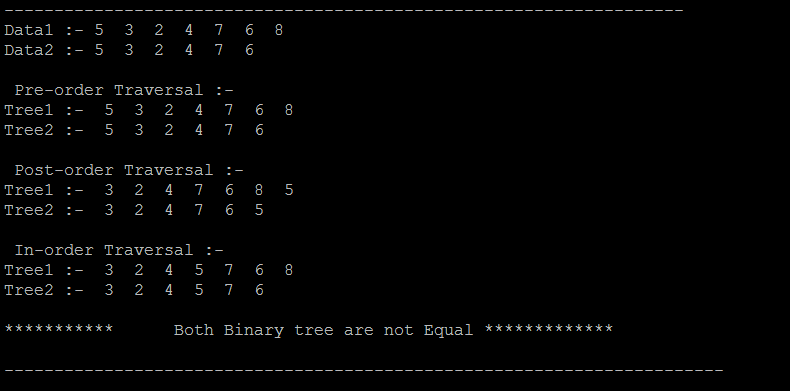 --------------------------------------------------------------------
Data1 :- 5  3  2  4  7  6  8
Data2 :- 5  3  2  4  7  6
 Pre-order Traversal :-
Tree1 :-  5  3  2  4  7  6  8
Tree2 :-  5  3  2  4  7  6
 Post-order Traversal :-
Tree1 :-  3  2  4  7  6  8  5
Tree2 :-  3  2  4  7  6  5
 In-order Traversal :-
Tree1 :-  3  2  4  5  7  6  8
Tree2 :-  3  2  4  5  7  6
***********      Both Binary tree are not Equal *************
------------------------------------------------------------------------